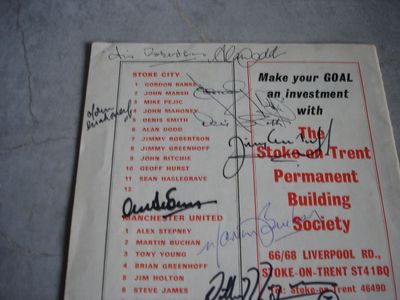 STOKE CITY
1 GORDON BANKS
2 JOHN MARSH
3 MIKE PEJIC
4 JOHN MAHONEY
5 DENIS SMITH
6 ALAN DODD
7 JIMMY ROBERTSON
8 JIMMY GREENHOFF
9 JOHN RITCHIE
10 GEOFF HURST
11 SEAN HASLEGRAVE
12
MANCHESTER UNITED
1 ALEX STEPNEY
2 MARTIN BUCHAN
3 TONY YOUNG
4 BRIAN GREENHOFF
5 JIM HOLTON
6 STEVE JAMES
Make your GOAL
an investment
with
The
Stoke-on-Trent
Permanent
Building
Society
66/68 LIVERPOOL RD.,
STOKE-ON-TRENT ST4 1BQ
Tel: Stoke-on-Trent 46490